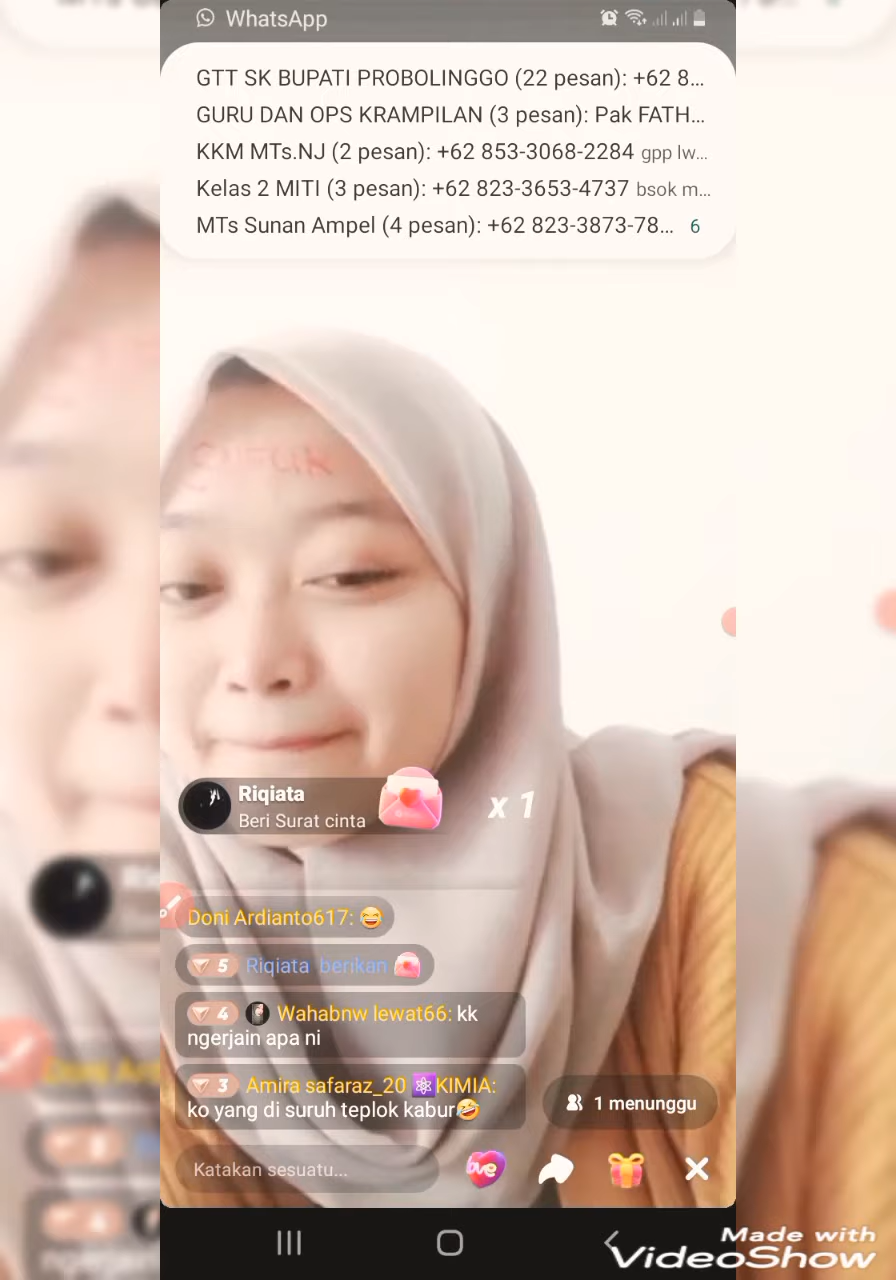 WhatsApp
GTT SK BUPATI PROBOLINGGO (22 pesan): +62 8...
GURU DAN OPS KRAMPILAN (3 pesan): Pak FATH...
KKM MTs.NJ (2 pesan): +62 853-3068-2284 gpp lw...
Kelas 2 MITI (3 pesan): +62 823-3653-4737 bsok m...
MTs Sunan Ampel (4 pesan): +62 823-3873-78... 6
Riqiata
Beri Surat cinta
x 1
Doni Ardianto617: 😂
5 Riqiata berikan
4 Wahabnw lewat66: kk
ngerjain apa ni
3 Amira safaraz_20 ⚛KIMIA:
ko yang di suruh teplok kabur🤣
1 menunggu
Katakan sesuatu...
love
Made with
VideoShow